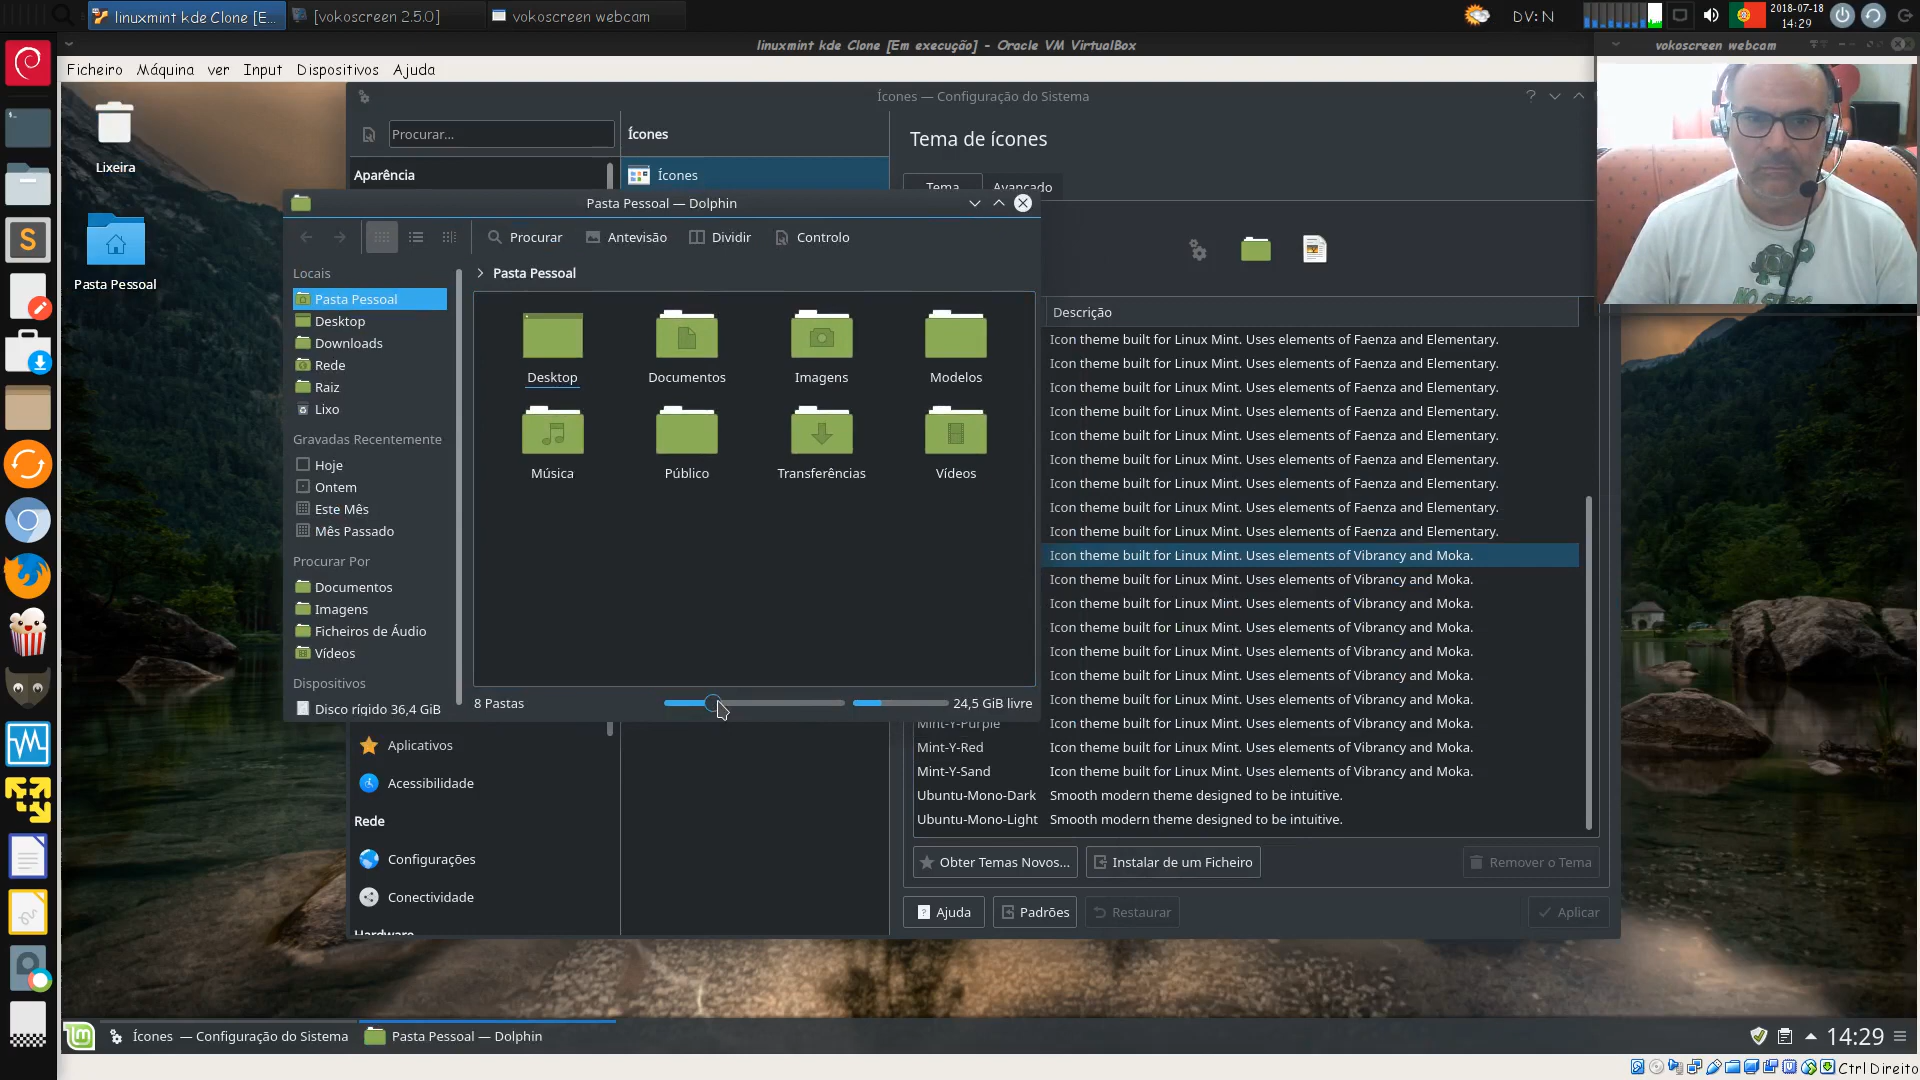 linuxmint kde Clone [E...
[vokoscreen 2.5.0]
vokoscreen webcam
DV: N
2018-07-18
14:29
linuxmint kde Clone [Em execução] - Oracle VM VirtualBox
vokoscreen webcam
Ficheiro Máquina ver Input Dispositivos Ajuda
Ícones — Configuração do Sistema
Lixeira
Pasta Pessoal
Procurar...
Ícones
Tema de ícones
Aparência
Ícones
Tema
Avançado
Pasta Pessoal — Dolphin
Procurar
Antevisão
Dividir
Controlo
Locais
Pasta Pessoal
Desktop
Downloads
Rede
Raiz
Lixo
Gravadas Recentemente
Hoje
Ontem
Este Mês
Mês Passado
Procurar Por
Documentos
Imagens
Ficheiros de Áudio
Vídeos
Dispositivos
Disco rígido 36,4 GiB
Pasta Pessoal
Desktop
Documentos
Imagens
Modelos
Música
Público
Transferências
Vídeos
8 Pastas
24,5 GiB livre
Descrição
Icon theme built for Linux Mint. Uses elements of Faenza and Elementary.
Icon theme built for Linux Mint. Uses elements of Faenza and Elementary.
Icon theme built for Linux Mint. Uses elements of Faenza and Elementary.
Icon theme built for Linux Mint. Uses elements of Faenza and Elementary.
Icon theme built for Linux Mint. Uses elements of Faenza and Elementary.
Icon theme built for Linux Mint. Uses elements of Faenza and Elementary.
Icon theme built for Linux Mint. Uses elements of Faenza and Elementary.
Icon theme built for Linux Mint. Uses elements of Faenza and Elementary.
Icon theme built for Linux Mint. Uses elements of Faenza and Elementary.
Icon theme built for Linux Mint. Uses elements of Vibrancy and Moka.
Icon theme built for Linux Mint. Uses elements of Vibrancy and Moka.
Icon theme built for Linux Mint. Uses elements of Vibrancy and Moka.
Icon theme built for Linux Mint. Uses elements of Vibrancy and Moka.
Icon theme built for Linux Mint. Uses elements of Vibrancy and Moka.
Icon theme built for Linux Mint. Uses elements of Vibrancy and Moka.
Icon theme built for Linux Mint. Uses elements of Vibrancy and Moka.
Mint-Y-Purple Icon theme built for Linux Mint. Uses elements of Vibrancy and Moka.
Mint-Y-Red Icon theme built for Linux Mint. Uses elements of Vibrancy and Moka.
Mint-Y-Sand Icon theme built for Linux Mint. Uses elements of Vibrancy and Moka.
Ubuntu-Mono-Dark Smooth modern theme designed to be intuitive.
Ubuntu-Mono-Light Smooth modern theme designed to be intuitive.
Aplicativos
Acessibilidade
Rede
Configurações
Conectividade
Hardware
Obter Temas Novos...
Instalar de um Ficheiro
Remover o Tema
Ajuda
Padrões
Restaurar
Aplicar
Ícones — Configuração do Sistema
Pasta Pessoal — Dolphin
14:29
Ctrl Direito